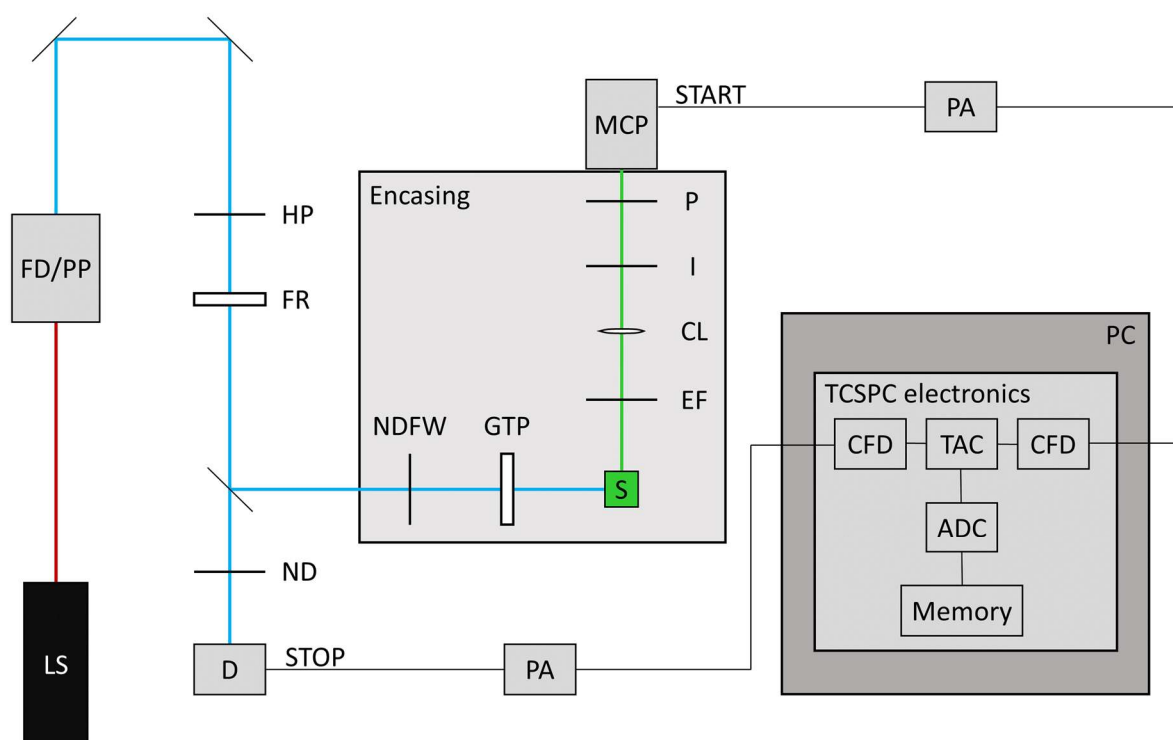 START
MCP
PA
Encasing
P
HP
FD/PP
I
FR
CL
PC
EF
TCSPC electronics
NDFW
GTP
CFD
TAC
CFD
S
ADC
ND
Memory
LS
D
STOP
PA